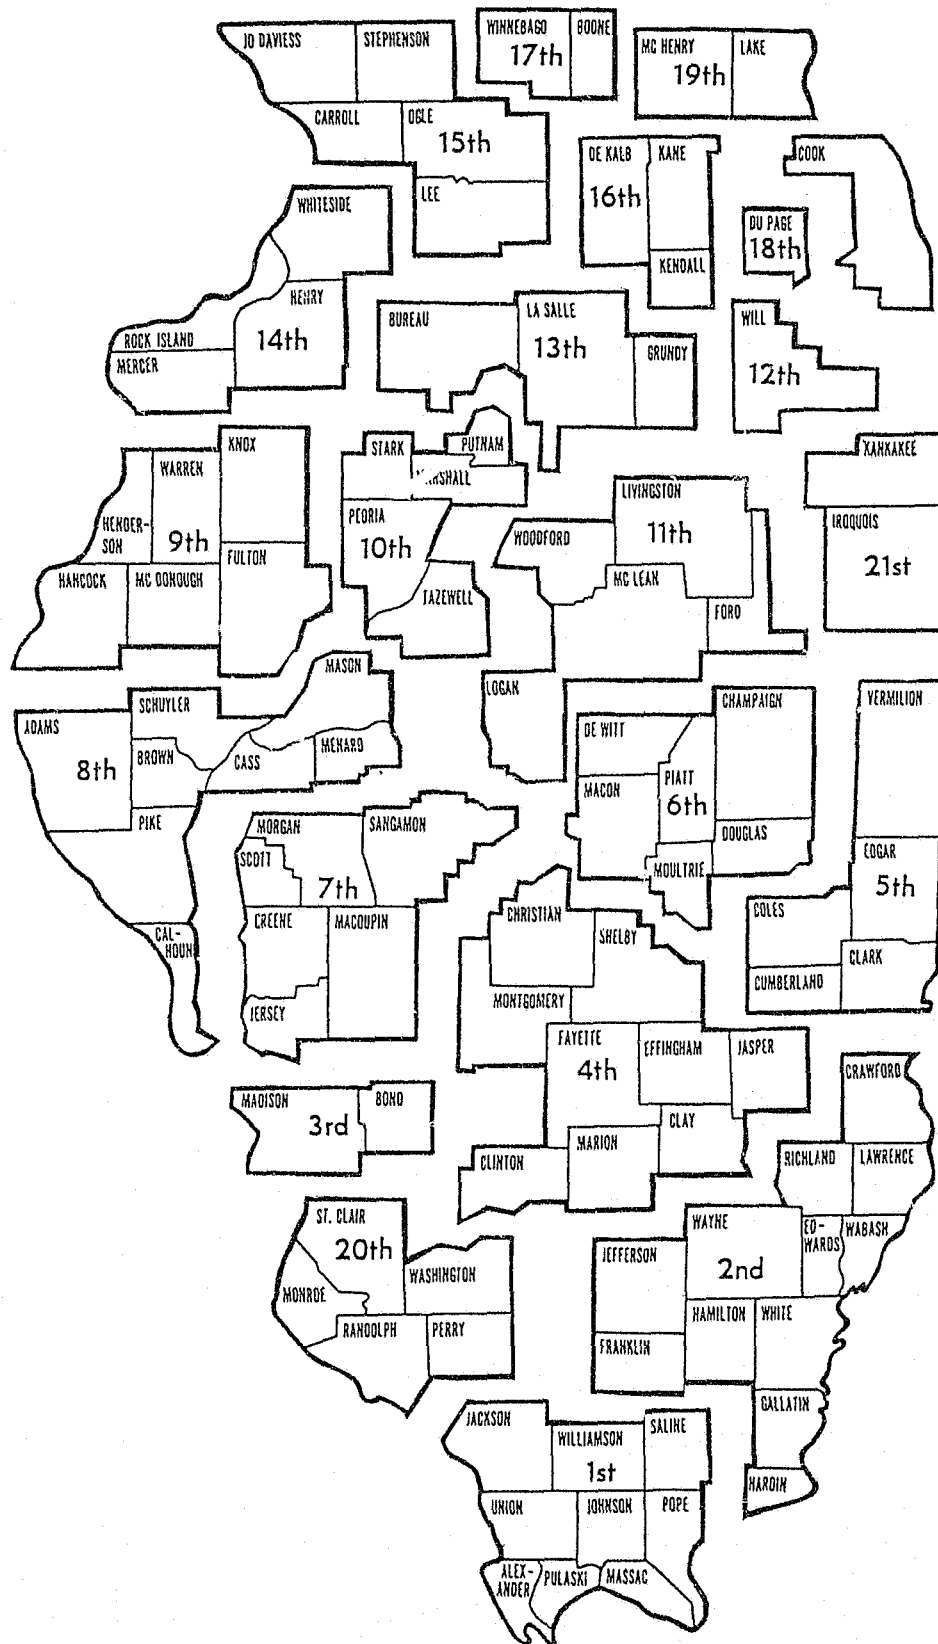 JO DAVIESS
STEPHENSON
WINNEBAGO
BOONE
17th
MC HENRY
LAKE
19th
CARROLL
OGLE
15th
LEE
DE KALB
KANE
16th
KENDALL
COOK
DU PAGE
18th
WHITESIDE
HENRY
ROCK ISLAND
14th
MERCER
BUREAU
LA SALLE
13th
GRUNDY
WILL
12th
KNOX
WARREN
HENDER-
SON
9th
FULTON
HANCOCK
MC DONOUGH
STARK
PUTNAM
MARSHALL
PEORIA
10th
TAZEWELL
LIVINGSTON
WOODFORD
11th
MC LEAN
FORD
LOGAN
KANKAKEE
IROQUOIS
21st
MASON
SCHUYLER
ADAMS
BROWN
8th
CASS
MENARD
PIKE
CAL-
HOUN
CHAMPAIGN
DE WITT
PIATT
MACON
6th
DOUGLAS
MOULTRIE
VERMILION
EDGAR
5th
COLES
CLARK
CUMBERLAND
MORGAN
SANGAMON
SCOTT
7th
GREENE
MACOUPIN
JERSEY
CHRISTIAN
SHELBY
MONTGOMERY
FAYETTE
EFFINGHAM
JASPER
4th
CLAY
MARION
CLINTON
MADISON
BOND
3rd
CRAWFORD
RICHLAND
LAWRENCE
WAYNE
ED-
WARDS
WABASH
JEFFERSON
2nd
HAMILTON
WHITE
FRANKLIN
GALLATIN
HARDIN
ST. CLAIR
20th
WASHINGTON
MONROE
RANDOLPH
PERRY
JACKSON
WILLIAMSON
SALINE
1st
UNION
JOHNSON
POPE
ALEX-
ANDER
PULASKI
MASSAC